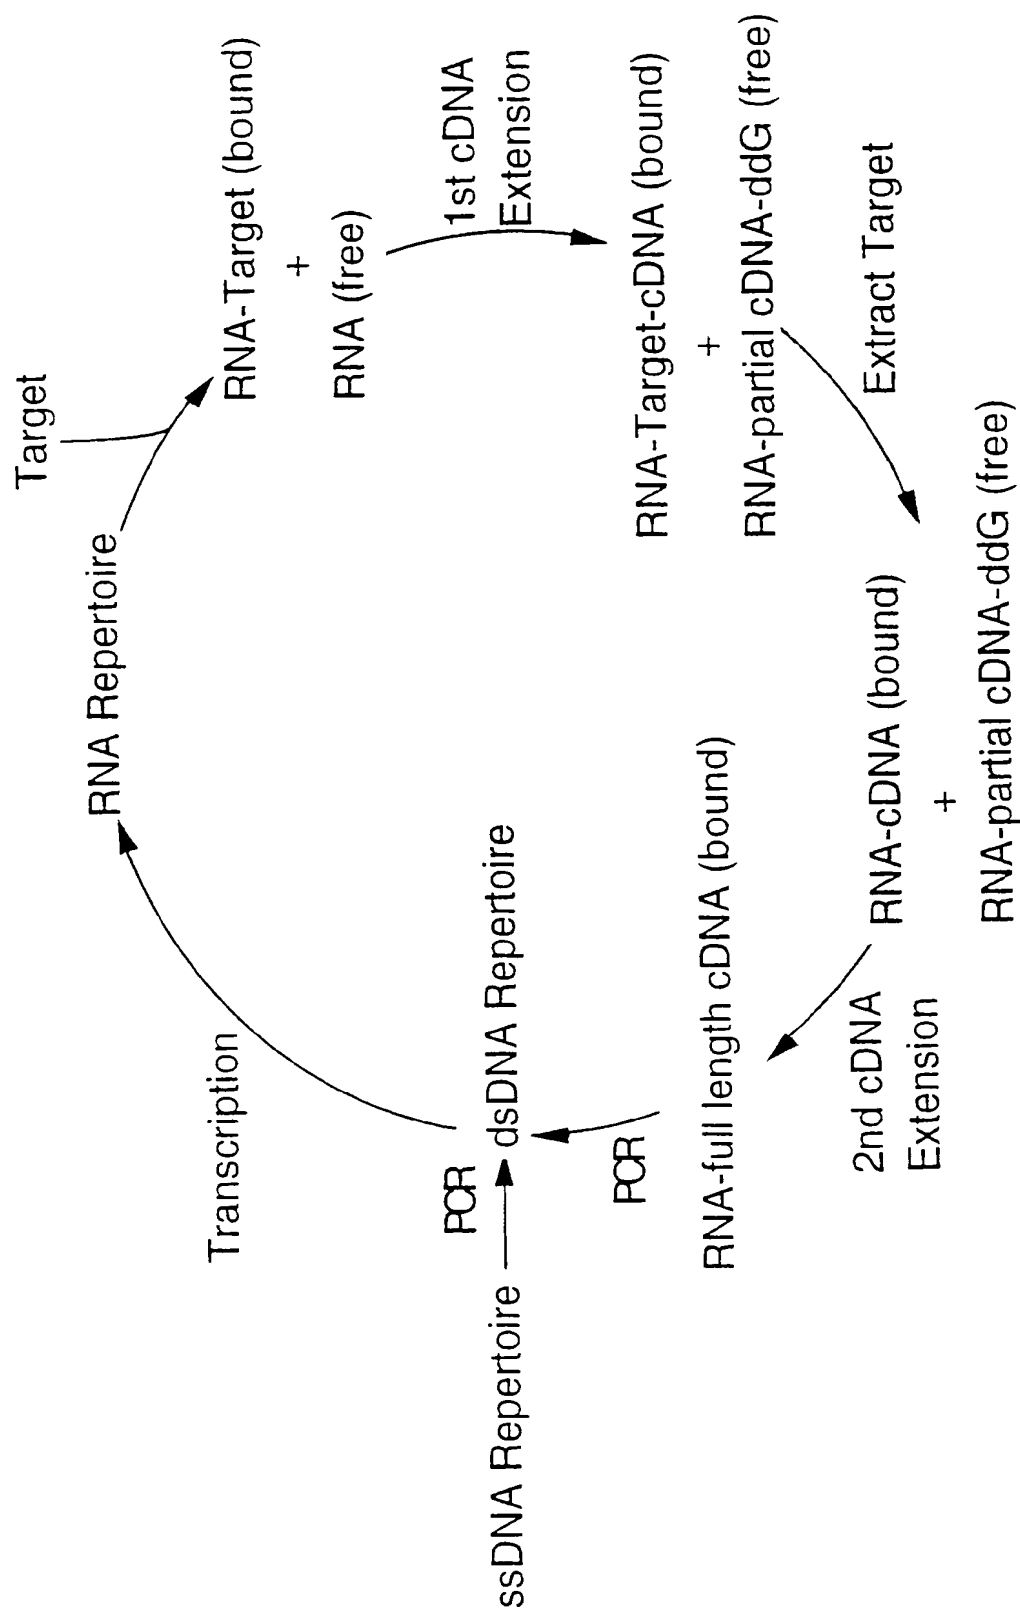 Target
RNA Repertoire
RNA-Target (bound)
+
RNA (free)
1st cDNA
Extension
RNA-Target-cDNA (bound)
+
RNA-partial cDNA-ddG (free)
Extract Target
RNA-cDNA (bound)
+
RNA-partial cDNA-ddG (free)
2nd cDNA
Extension
RNA-full length cDNA (bound)
PCR
dsDNA Repertoire
PCR
ssDNA Repertoire
Transcription